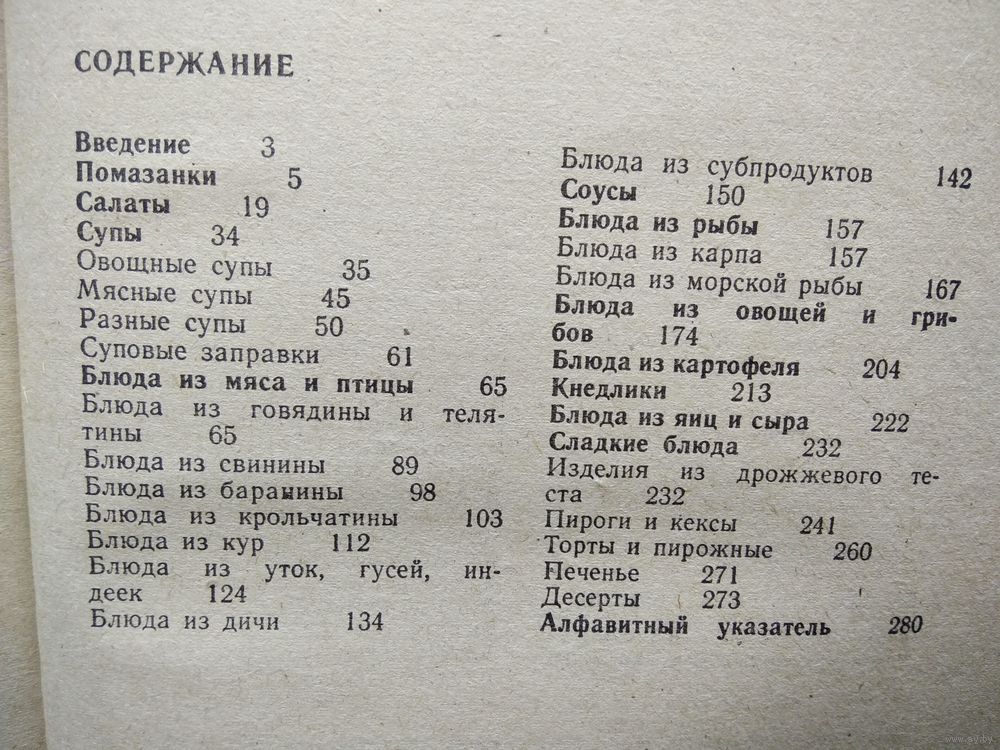 СОДЕРЖАНИЕ
Введение 3
Помазанки 5
Салаты 19
Супы 34
Овощные супы 35
Мясные супы 45
Разные супы 50
Суповые заправки 61
Блюда из мяса и птицы 65
Блюда из говядины и теля-
тины 65
Блюда из свинины 89
Блюда из баранины 98
Блюда из крольчатины 103
Блюда из кур 112
Блюда из уток, гусей, ин-
деек 124
Блюда из дичи 134
Блюда из субпродуктов 142
Соусы 150
Блюда из рыбы 157
Блюда из карпа 157
Блюда из морской рыбы 167
Блюда из овощей и гри-
бов 174
Блюда из картофеля 204
Кнедлики 213
Блюда из яиц и сыра 222
Сладкие блюда 232
Изделия из дрожжевого те-
ста 232
Пироги и кексы 241
Торты и пирожные 260
Печенье 271
Десерты 273
Алфавитный указатель 280
www.ay.by